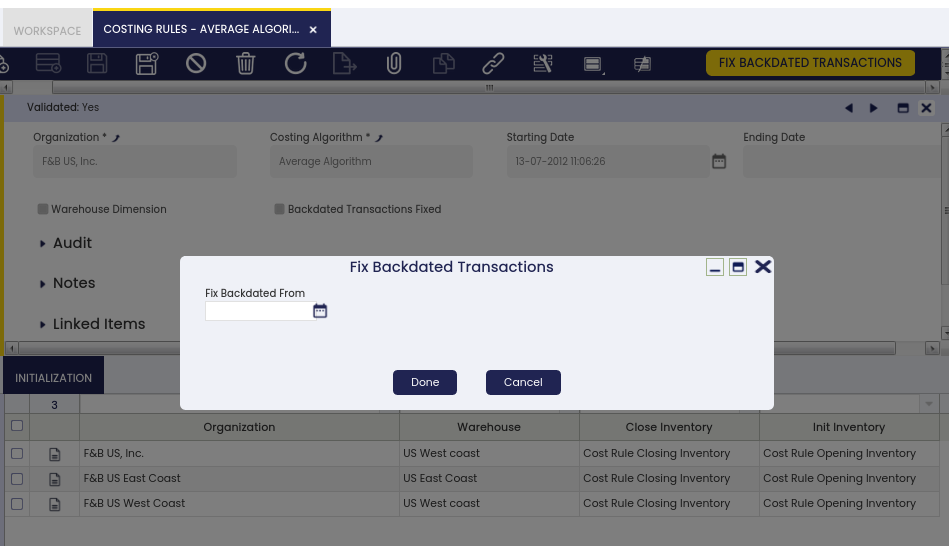 WORKSPACE
COSTING RULES - AVERAGE ALGORI...
FIX BACKDATED TRANSACTIONS
Validated: Yes
Organization * Costing Algorithm * Starting Date Ending Date
F&B US, Inc. Average Algorithm 13-07-2012 11:06:26
Warehouse Dimension Backdated Transactions Fixed
Audit
Notes
Linked Items
Fix Backdated Transactions
Fix Backdated From
Done Cancel
INITIALIZATION
3
Organization Warehouse Close Inventory Init Inventory
F&B US, Inc. US West coast Cost Rule Closing Inventory Cost Rule Opening Inventory
F&B US East Coast US East Coast Cost Rule Closing Inventory Cost Rule Opening Inventory
F&B US West Coast US West coast Cost Rule Closing Inventory Cost Rule Opening Inventory